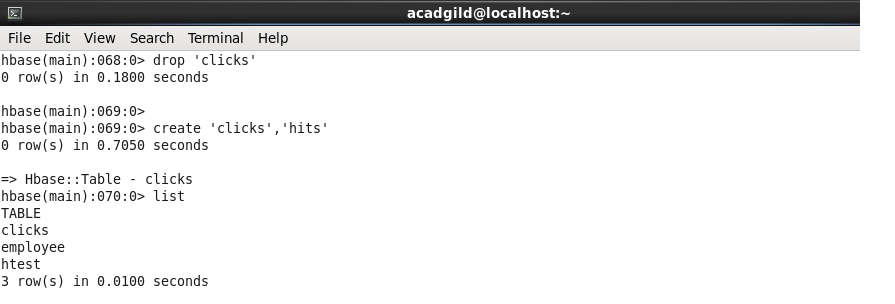 acadgild@localhost:~
File Edit View Search Terminal Help
hbase(main):068:0> drop 'clicks'
0 row(s) in 0.1800 seconds
hbase(main):069:0>
hbase(main):069:0> create 'clicks','hits'
0 row(s) in 0.7050 seconds
=> Hbase::Table - clicks
hbase(main):070:0> list
TABLE
clicks
employee
htest
3 row(s) in 0.0100 seconds